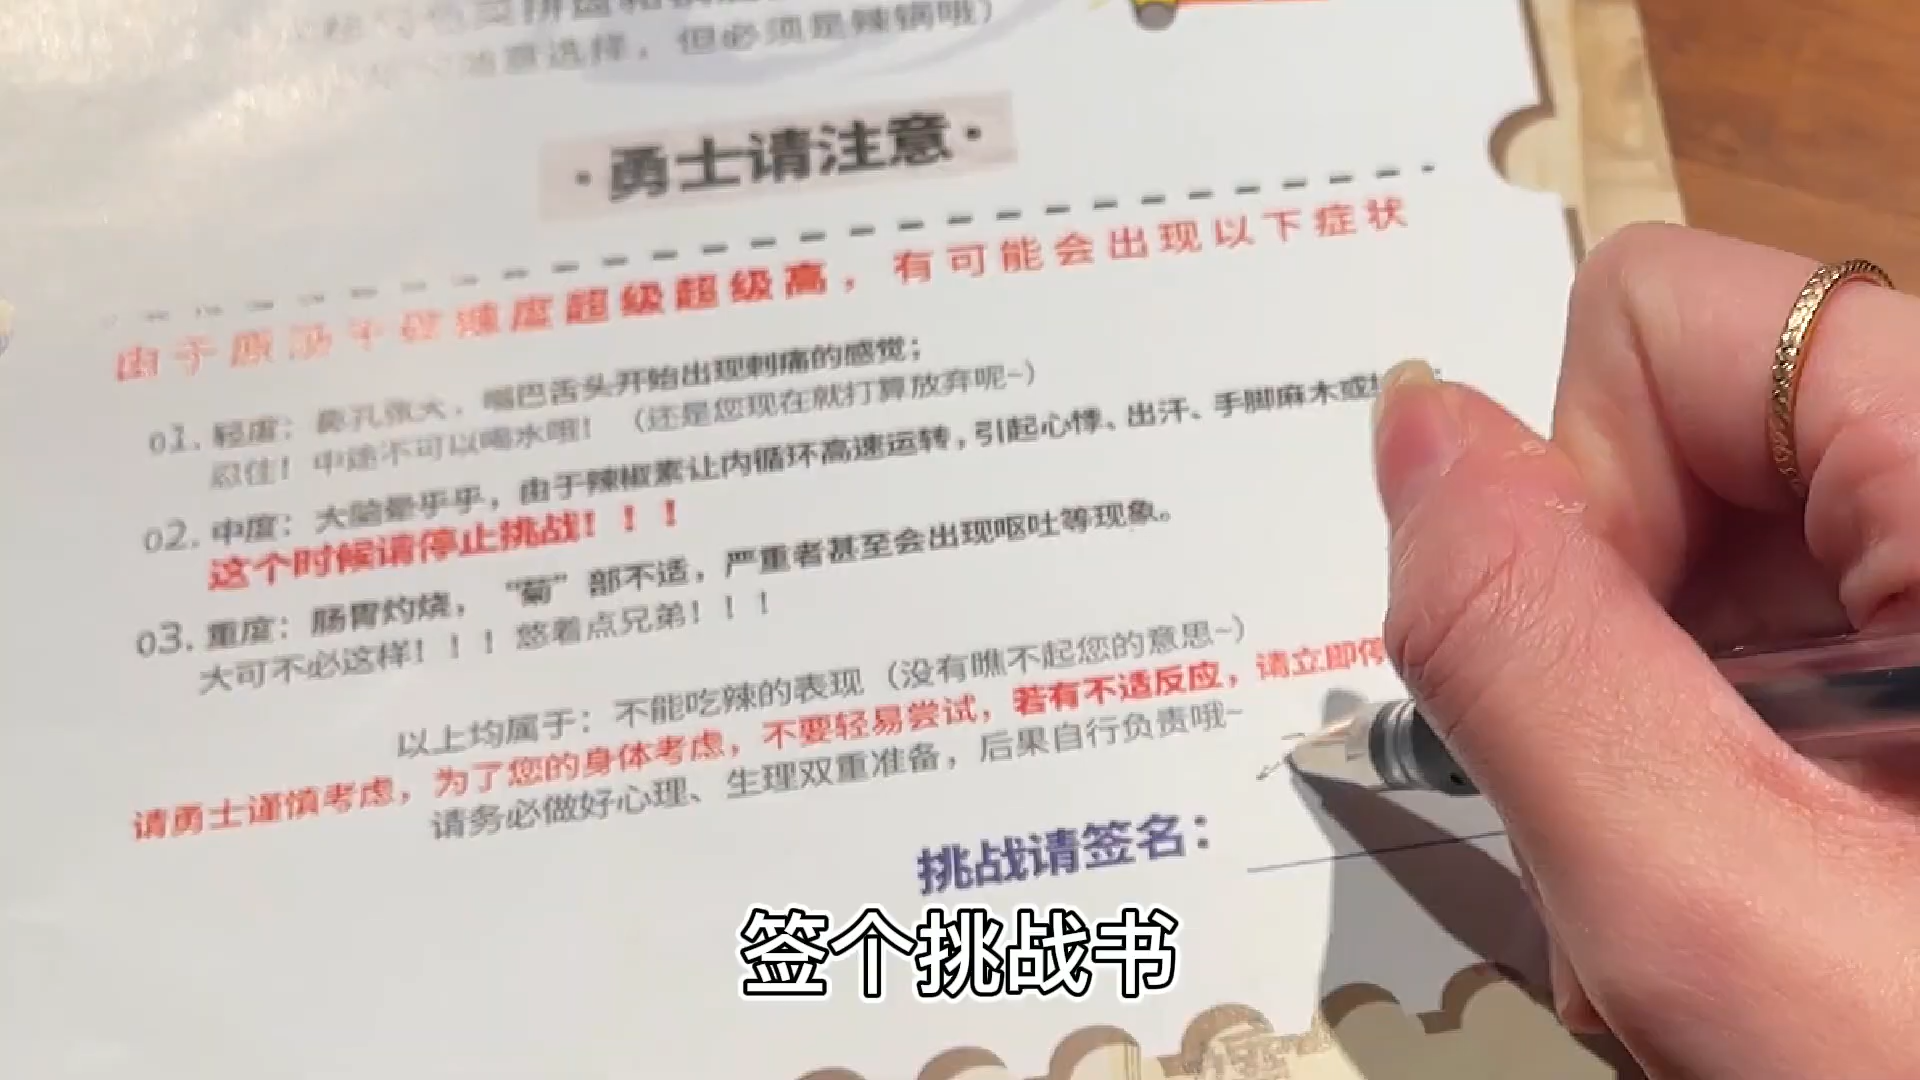 随意选择，但必须是辣锅哦）
·勇士请注意·
超级超级高，有可能会出现以下症状
01. 轻度：鼻孔张大，嘴巴舌头开始出现刺痛的感觉；
忍住！中途不可以喝水哦！（还是您现在就打算放弃呢~）
02. 中度：大脑晕乎乎，由于辣椒素让内循环高速运转，引起心悸、出汗、手脚麻木或
这个时候请停止挑战！！！
03. 重度：肠胃灼烧，“菊”部不适，严重者甚至会出现呕吐等现象。
大可不必这样！！！悠着点兄弟！！！
以上均属于：不能吃辣的表现（没有瞧不起您的意思~）
请勇士谨慎考虑，为了您的身体考虑，不要轻易尝试，若有不适反应，请立即停
请务必做好心理、生理双重准备，后果自行负责哦~
挑战请签名：
签个挑战书